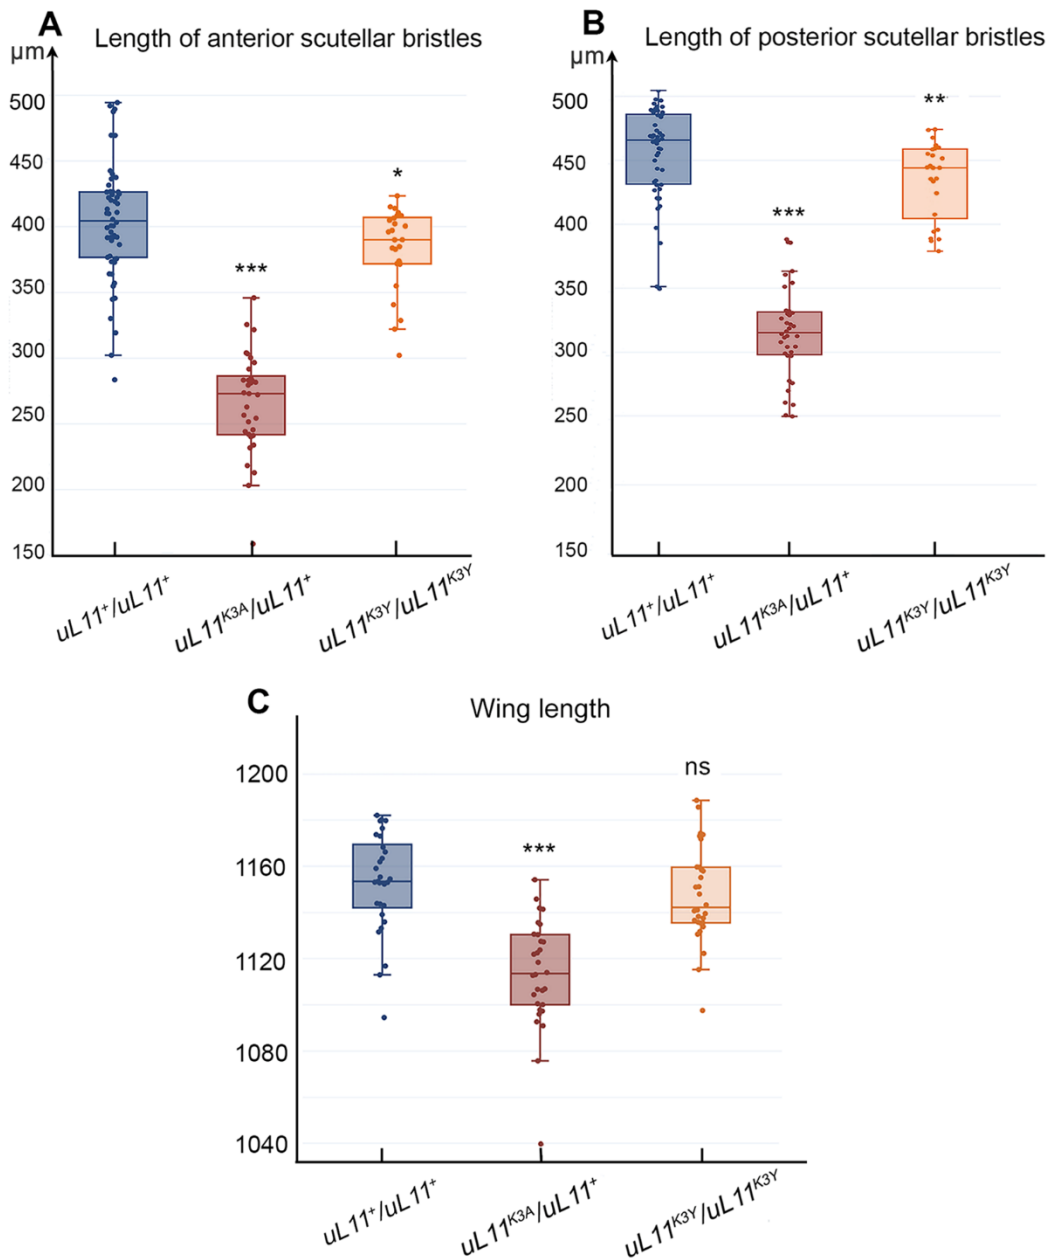 A
Length of anterior scutellar bristles
µm
500
450
400
350
300
250
200
150
*
***
uL11⁺/uL11⁺
uL11ᴷ³ᴬ/uL11⁺
uL11ᴷ³ʸ/uL11ᴷ³ʸ
B
Length of posterior scutellar bristles
µm
500
450
400
350
300
250
200
150
**
***
uL11⁺/uL11⁺
uL11ᴷ³ᴬ/uL11⁺
uL11ᴷ³ʸ/uL11ᴷ³ʸ
C
Wing length
1200
1160
1120
1080
1040
ns
***
uL11⁺/uL11⁺
uL11ᴷ³ᴬ/uL11⁺
uL11ᴷ³ʸ/uL11ᴷ³ʸ